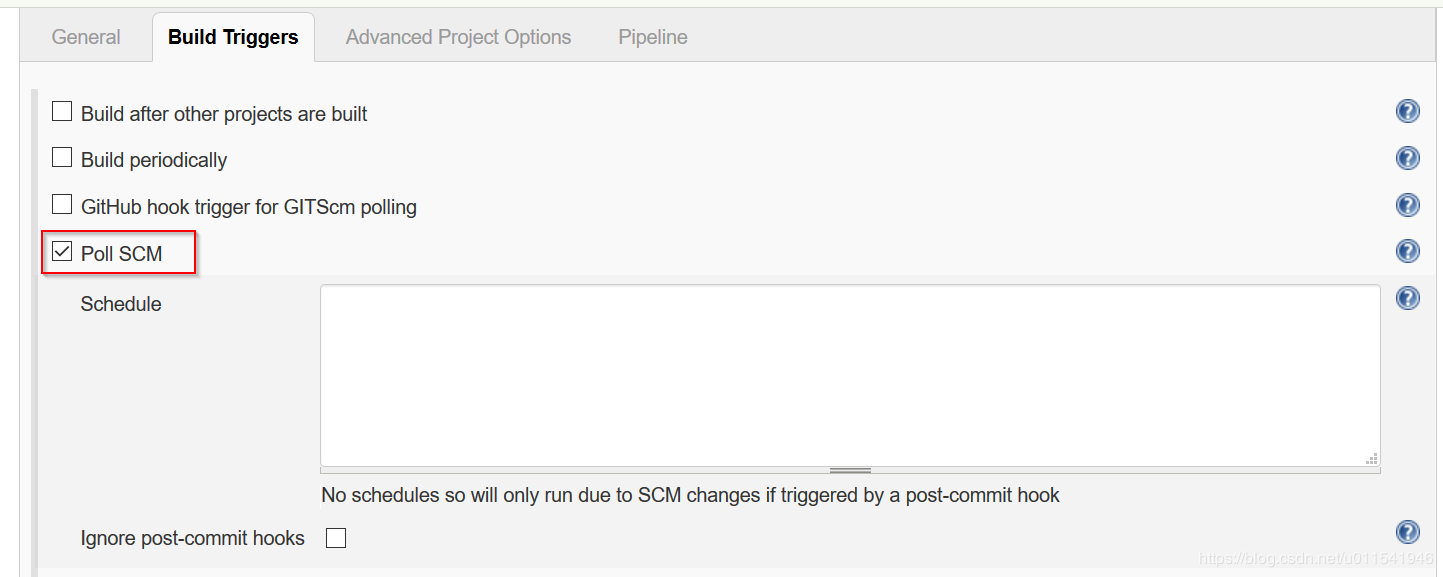 General Build Triggers Advanced Project Options Pipeline
Build after other projects are built
Build periodically
GitHub hook trigger for GITScm polling
Poll SCM
Schedule
No schedules so will only run due to SCM changes if triggered by a post-commit hook
Ignore post-commit hooks
https://blog.csdn.net/u011541946